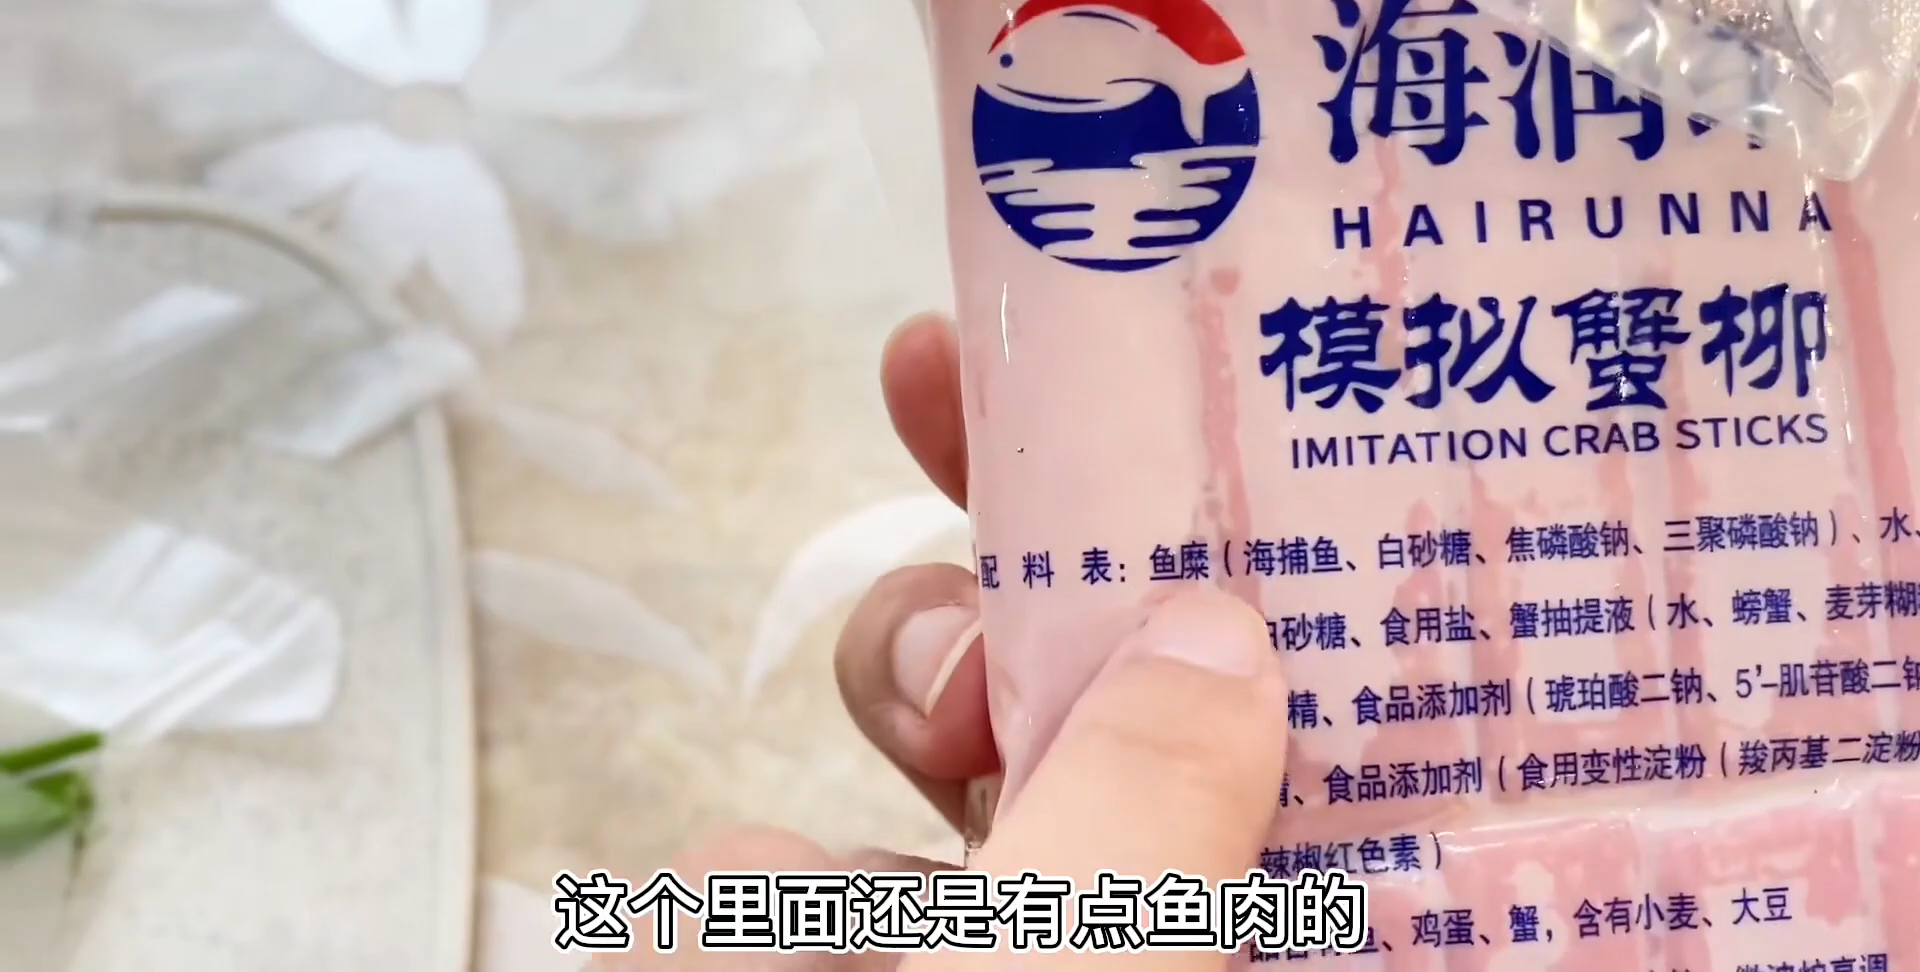 海润
HAIRUNNA
模拟蟹柳
IMITATION CRAB STICKS
配料表：鱼糜（海捕鱼、白砂糖、焦磷酸钠、三聚磷酸钠）、水、
白砂糖、食用盐、蟹抽提液（水、螃蟹、麦芽糊
精、食品添加剂（琥珀酸二钠、5'-肌苷酸二钠
精、食品添加剂（食用变性淀粉（羧丙基二淀粉
辣椒红色素）
鱼、鸡蛋、蟹，含有小麦、大豆
这个里面还是有点鱼肉的